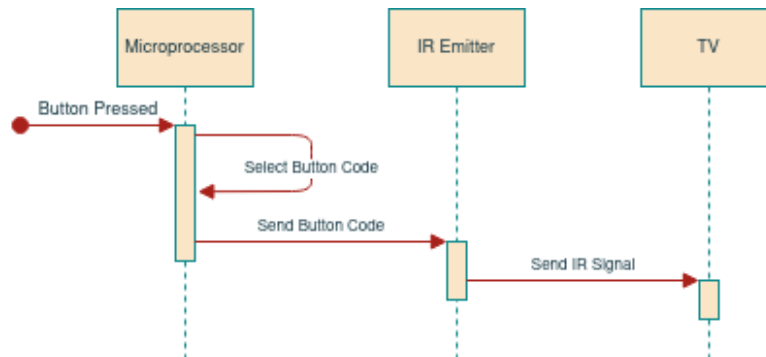 Microprocessor
IR Emitter
TV
Button Pressed
Select Button Code
Send Button Code
Send IR Signal